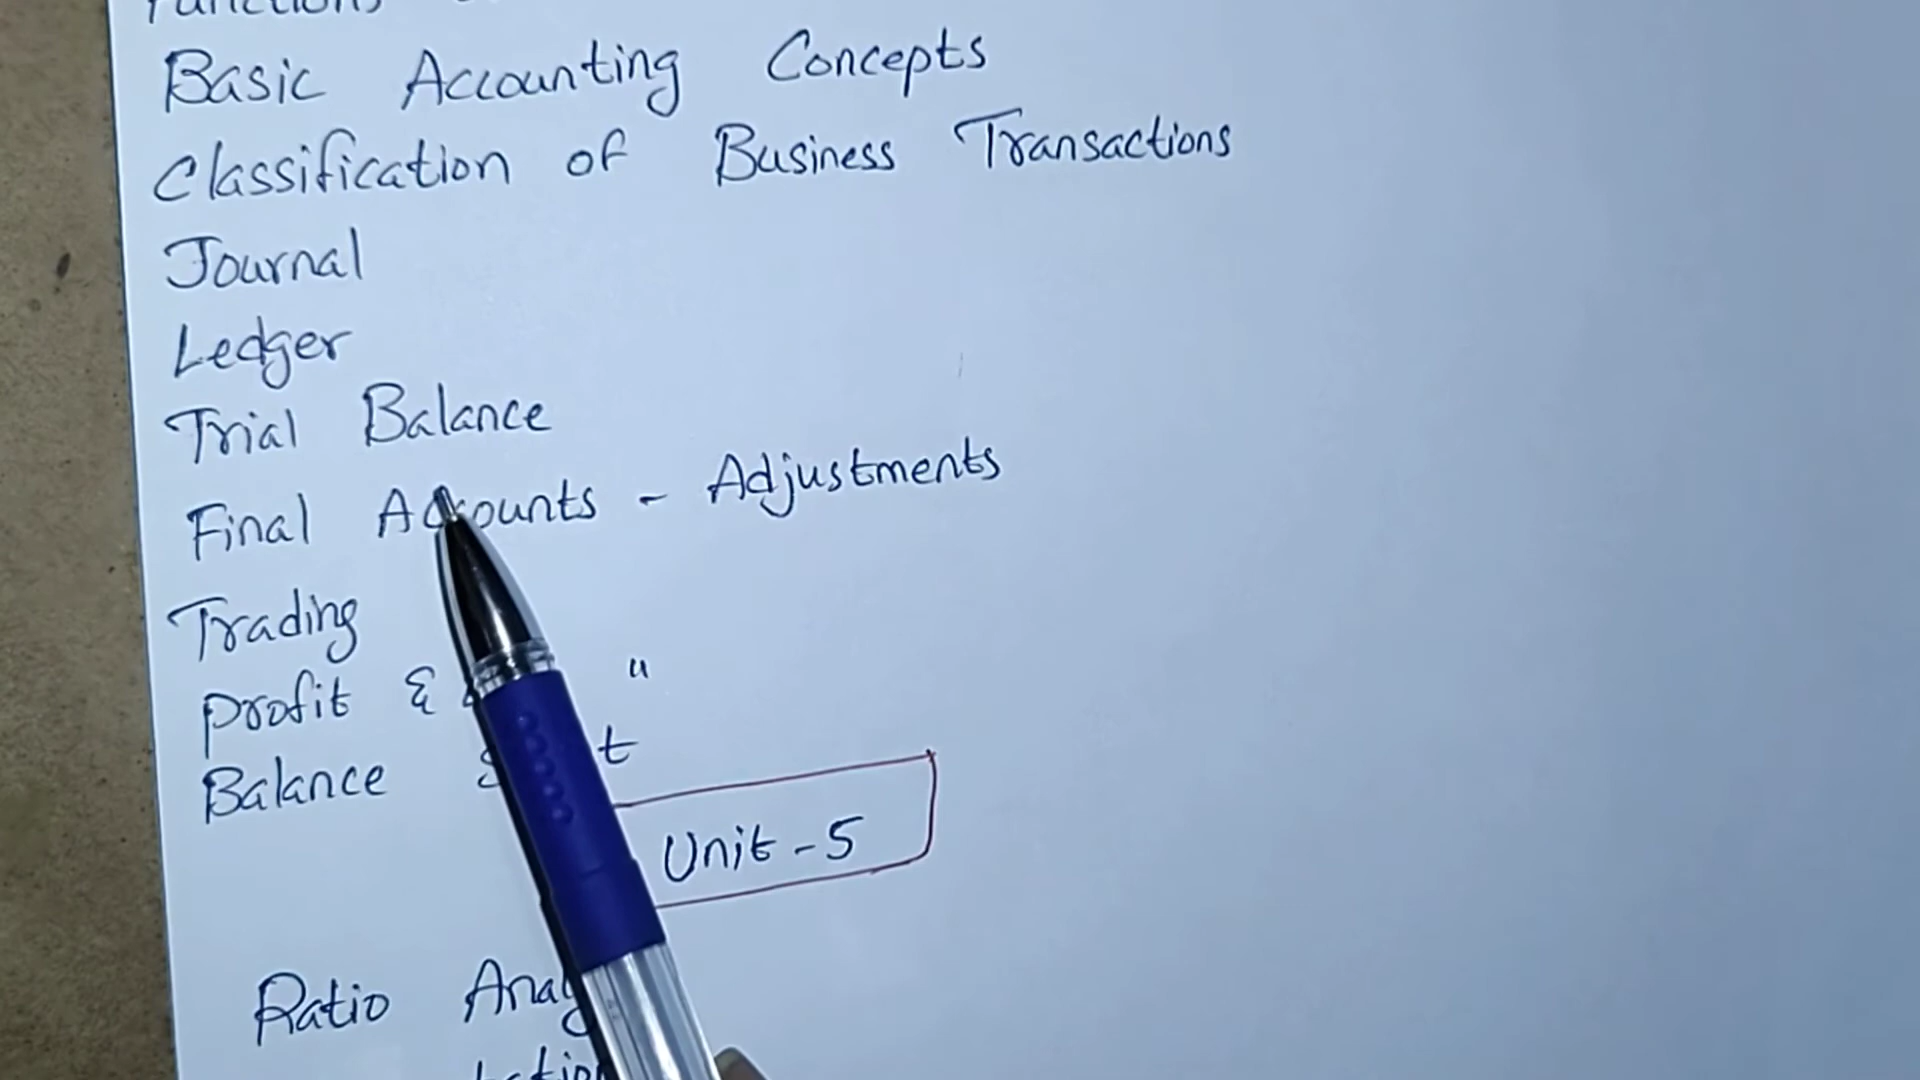 Functions
Basic Accounting Concepts
Classification of Business Transactions
Journal
Ledger
Trial Balance
Final Accounts - Adjustments
Trading
Profit & "
Balance
Unit - 5
Ratio